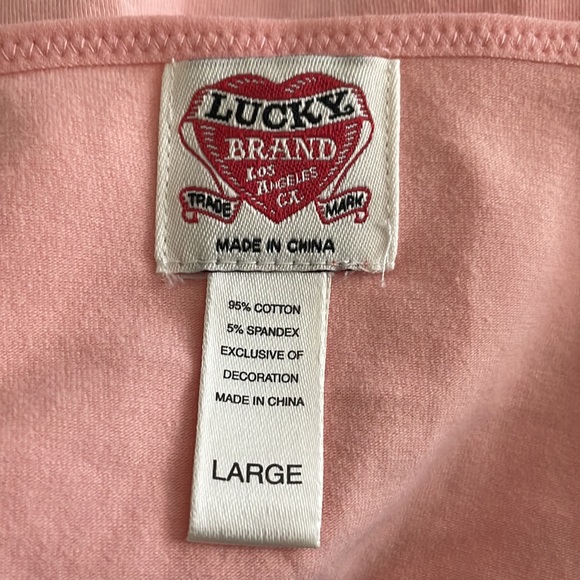 LUCKY
BRAND
LOS
ANGELES
CA
TRADE MARK
MADE IN CHINA
95% COTTON
5% SPANDEX
EXCLUSIVE OF
DECORATION
MADE IN CHINA
LARGE